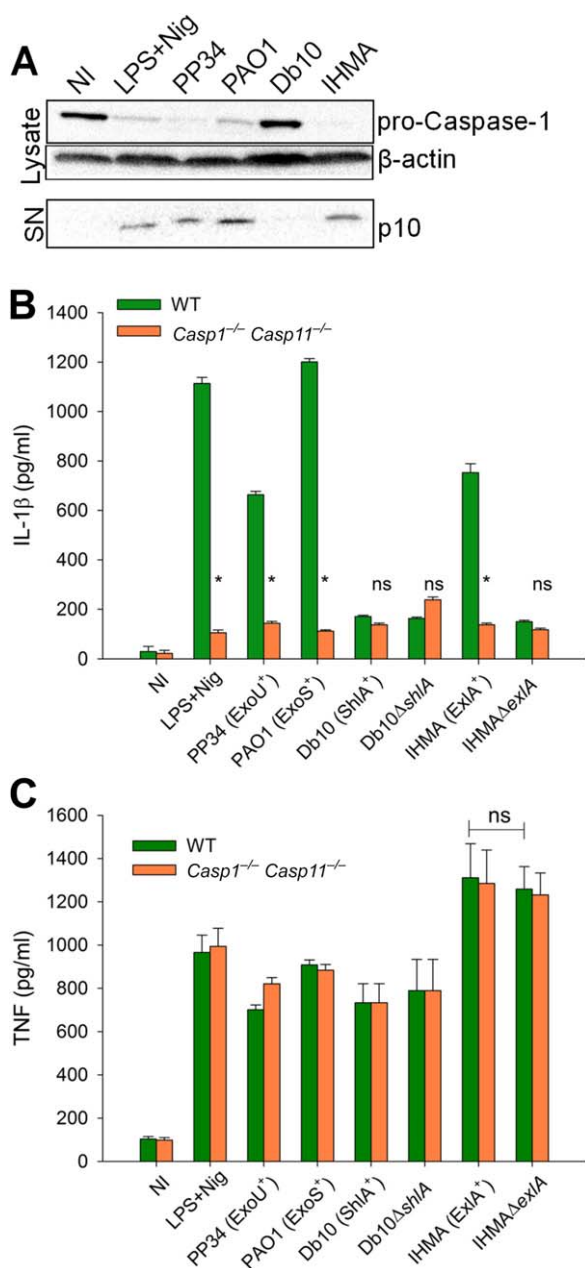 A
NI
LPS+Nig
PP34
PAO1
Db10
IHMA
Lysate
pro-Caspase-1
β-actin
SN
p10
B
WT
Casp1⁻/⁻ Casp11⁻/⁻
IL-1β (pg/ml)
1400
1200
1000
800
600
400
200
0
*
*
*
ns
ns
*
ns
NI
LPS+Nig
PP34 (ExoU⁺)
PAO1 (ExoS⁺)
Db10 (ShlA⁺)
Db10ΔshlA
IHMA (ExlA⁺)
IHMAΔexlA
C
WT
Casp1⁻/⁻ Casp11⁻/⁻
ns
TNF (pg/ml)
1600
1400
1200
1000
800
600
400
200
0
NI
LPS+Nig
PP34 (ExoU⁺)
PAO1 (ExoS⁺)
Db10 (ShlA⁺)
Db10ΔshlA
IHMA (ExlA⁺)
IHMAΔexlA